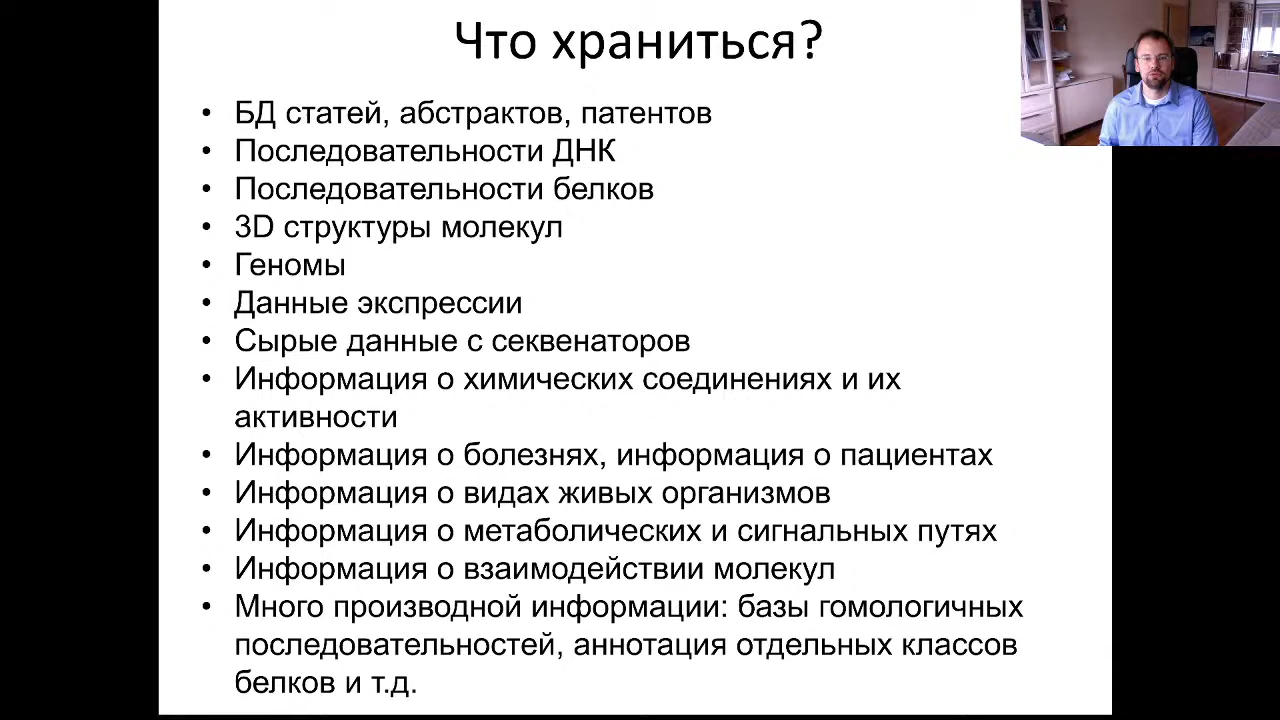 Что храниться?
• БД статей, абстрактов, патентов
• Последовательности ДНК
• Последовательности белков
• 3D структуры молекул
• Геномы
• Данные экспрессии
• Сырые данные с секвенаторов
• Информация о химических соединениях и их
активности
• Информация о болезнях, информация о пациентах
• Информация о видах живых организмов
• Информация о метаболических и сигнальных путях
• Информация о взаимодействии молекул
• Много производной информации: базы гомологичных
последовательностей, аннотация отдельных классов
белков и т.д.